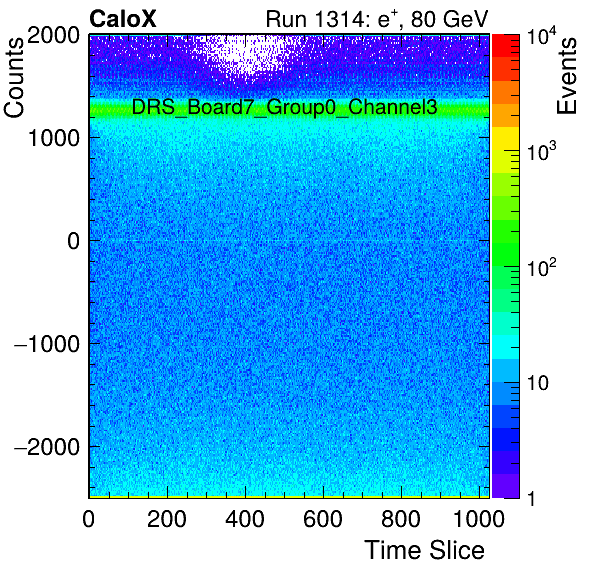 CaloX Run 1314: e⁺, 80 GeV
Counts
2000
1000
0
−1000
−2000
DRS_Board7_Group0_Channel3
0 200 400 600 800 1000
Time Slice
Events
10⁴
10³
10²
10
1